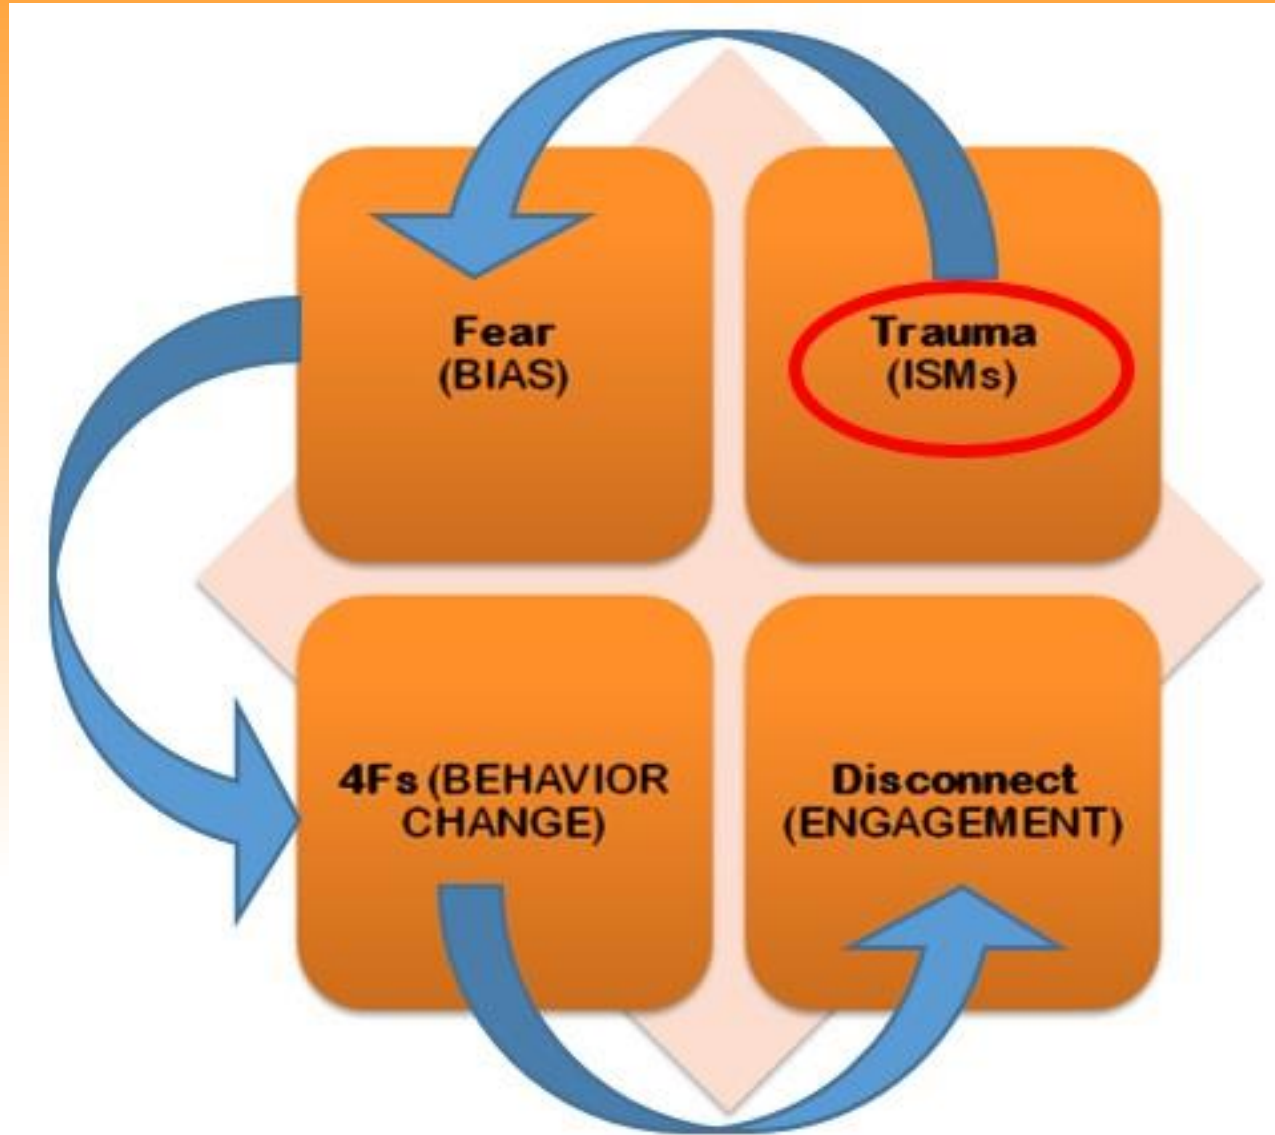 Fear
(BIAS)
Trauma
(ISMs)
4Fs (BEHAVIOR
CHANGE)
Disconnect
(ENGAGEMENT)